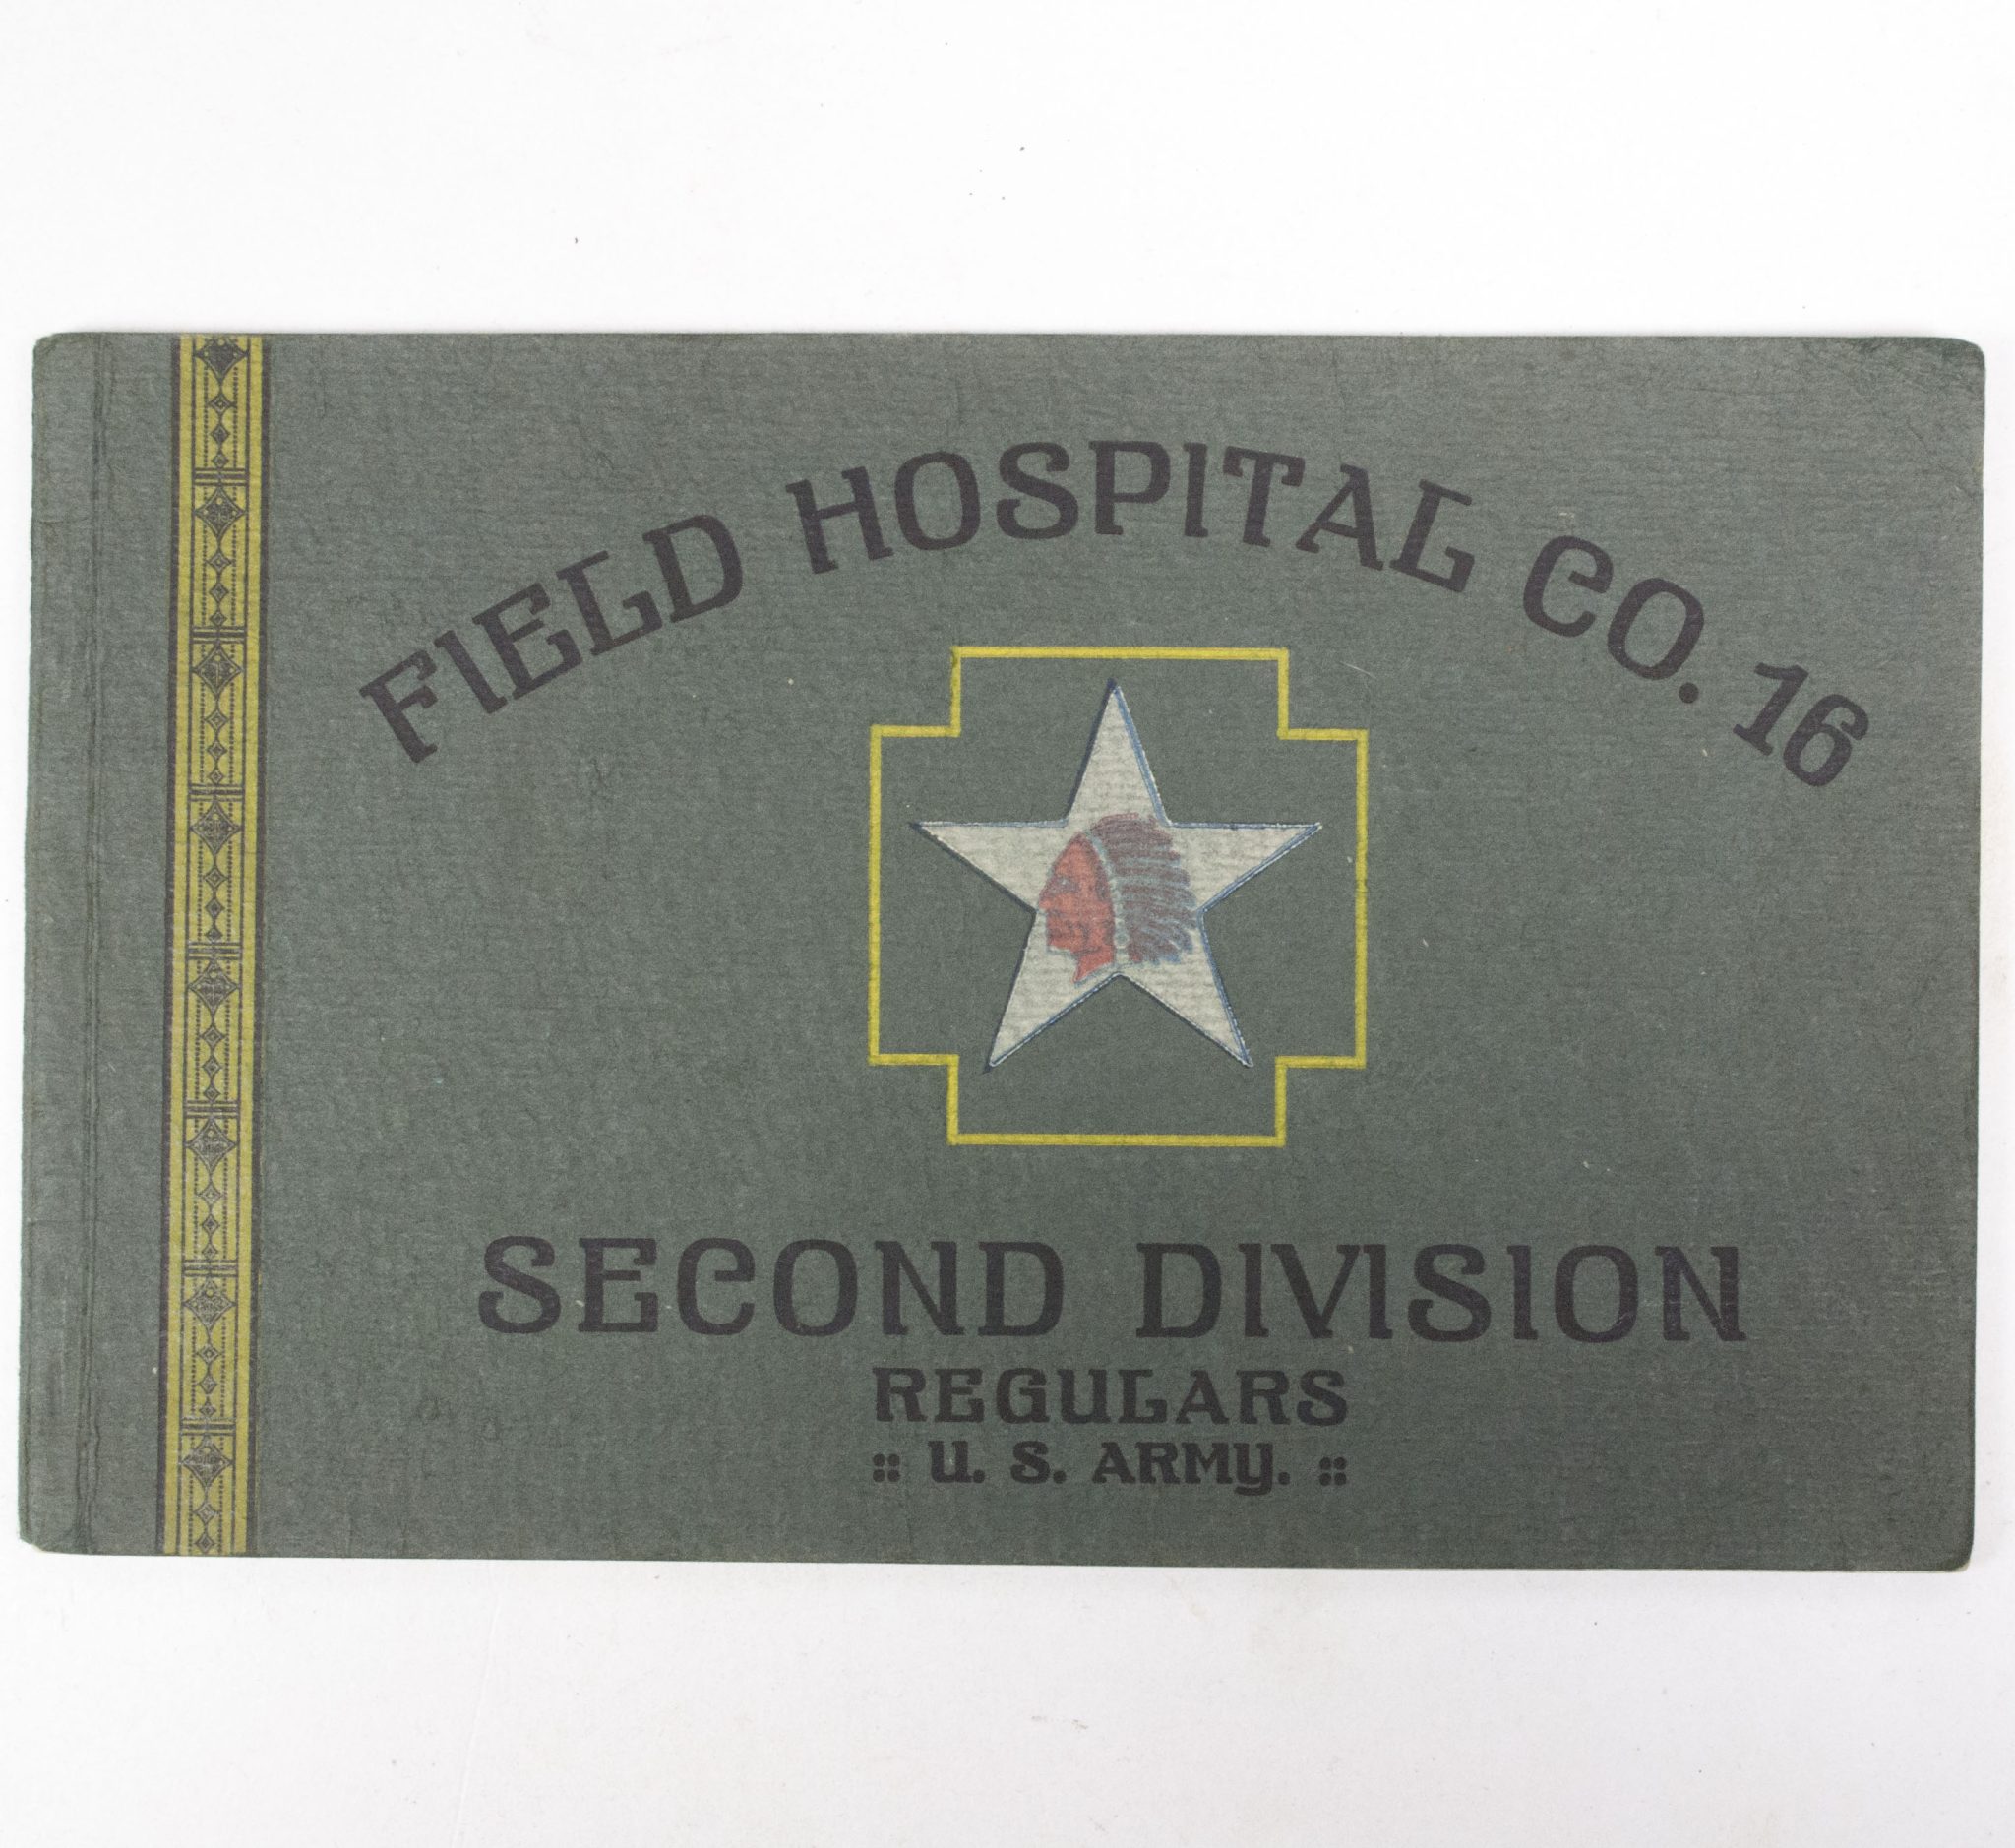 FIELD HOSPITAL CO. 16
SECOND DIVISION
REGULARS
:: U. S. ARMY. ::